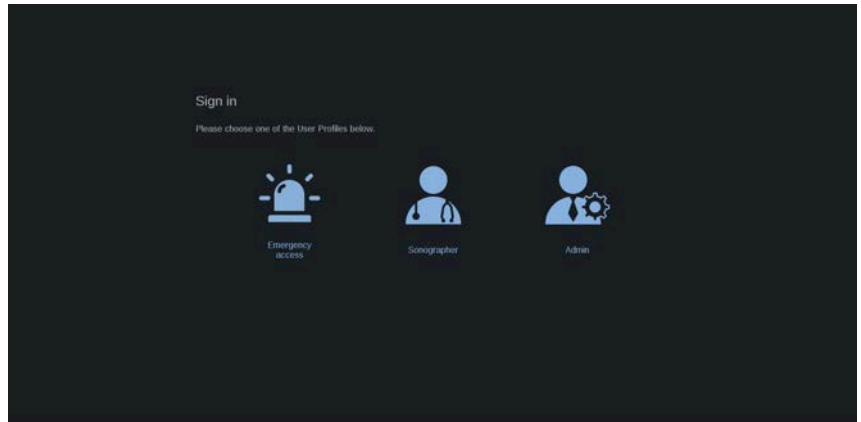 Sign in
Please choose one of the User Profiles below.
Emergency
access
Sonographer
Admin